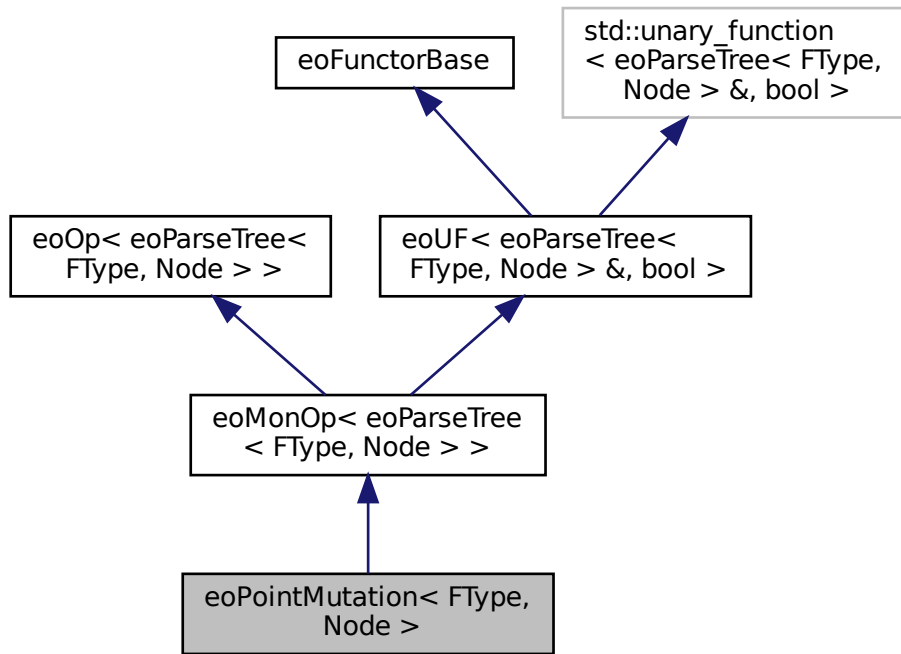 eoFunctorBase
std::unary_function
< eoParseTree< FType,
Node > &, bool >
eoOp< eoParseTree<
FType, Node > >
eoUF< eoParseTree<
FType, Node > &, bool >
eoMonOp< eoParseTree
< FType, Node > >
eoPointMutation< FType,
Node >